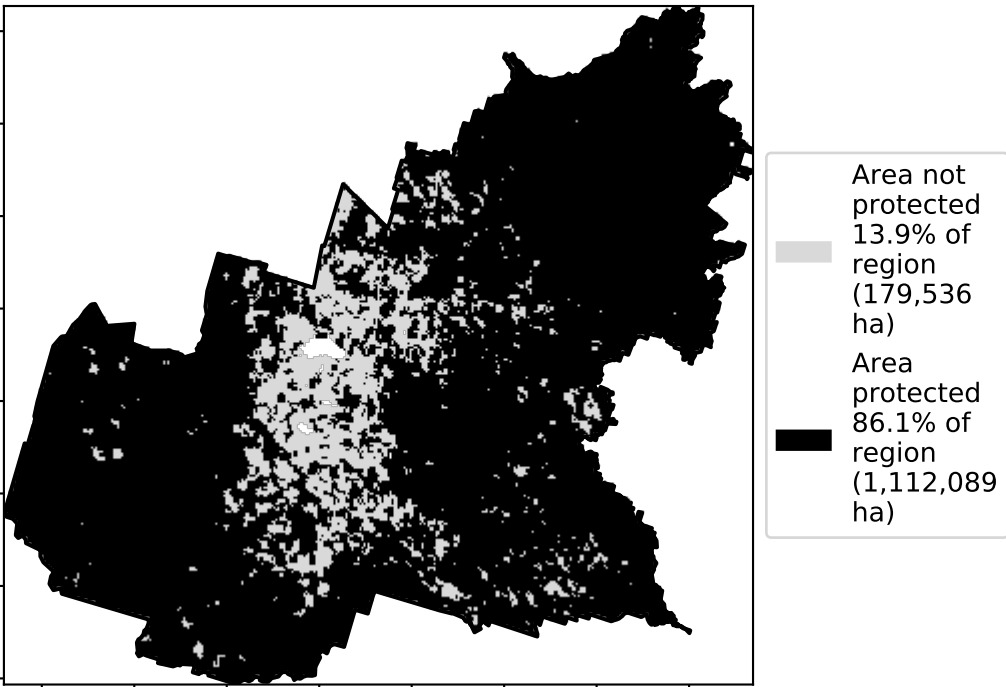 Area not
protected
13.9% of
region
(179,536
ha)
Area
protected
86.1% of
region
(1,112,089
ha)